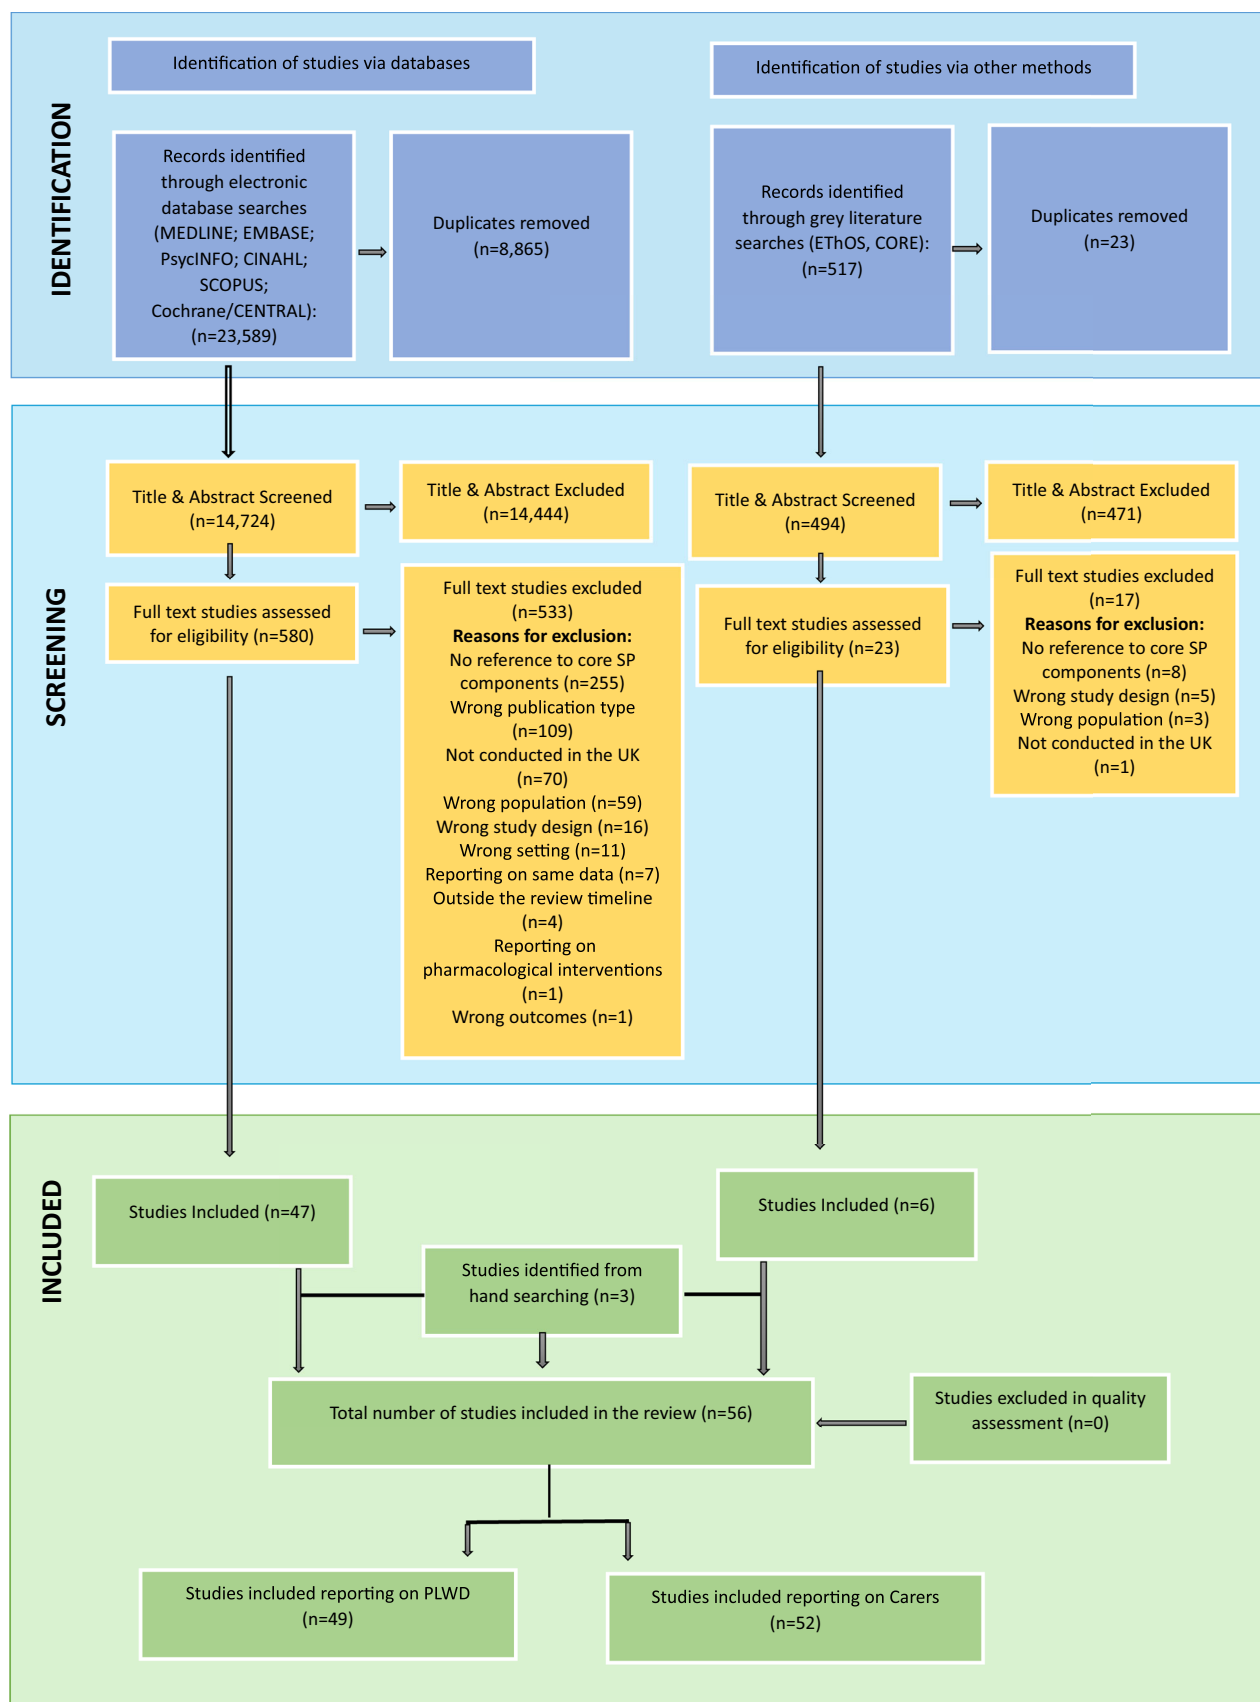 IDENTIFICATION
Identification of studies via databases
Identification of studies via other methods
Records identified
through electronic
database searches
(MEDLINE; EMBASE;
PsycINFO; CINAHL;
SCOPUS;
Cochrane/CENTRAL):
(n=23,589)
Duplicates removed
(n=8,865)
Records identified
through grey literature
searches (EThOS, CORE):
(n=517)
Duplicates removed
(n=23)
SCREENING
Title & Abstract Screened
(n=14,724)
Title & Abstract Excluded
(n=14,444)
Title & Abstract Screened
(n=494)
Title & Abstract Excluded
(n=471)
Full text studies assessed
for eligibility (n=580)
Full text studies excluded
(n=533)
Reasons for exclusion:
No reference to core SP
components (n=255)
Wrong publication type
(n=109)
Not conducted in the UK
(n=70)
Wrong population (n=59)
Wrong study design (n=16)
Wrong setting (n=11)
Reporting on same data (n=7)
Outside the review timeline
(n=4)
Reporting on
pharmacological interventions
(n=1)
Wrong outcomes (n=1)
Full text studies assessed
for eligibility (n=23)
Full text studies excluded
(n=17)
Reasons for exclusion:
No reference to core SP
components (n=8)
Wrong study design (n=5)
Wrong population (n=3)
Not conducted in the UK
(n=1)
INCLUDED
Studies Included (n=47)
Studies Included (n=6)
Studies identified from
hand searching (n=3)
Total number of studies included in the review (n=56)
Studies excluded in quality
assessment (n=0)
Studies included reporting on PLWD
(n=49)
Studies included reporting on Carers
(n=52)